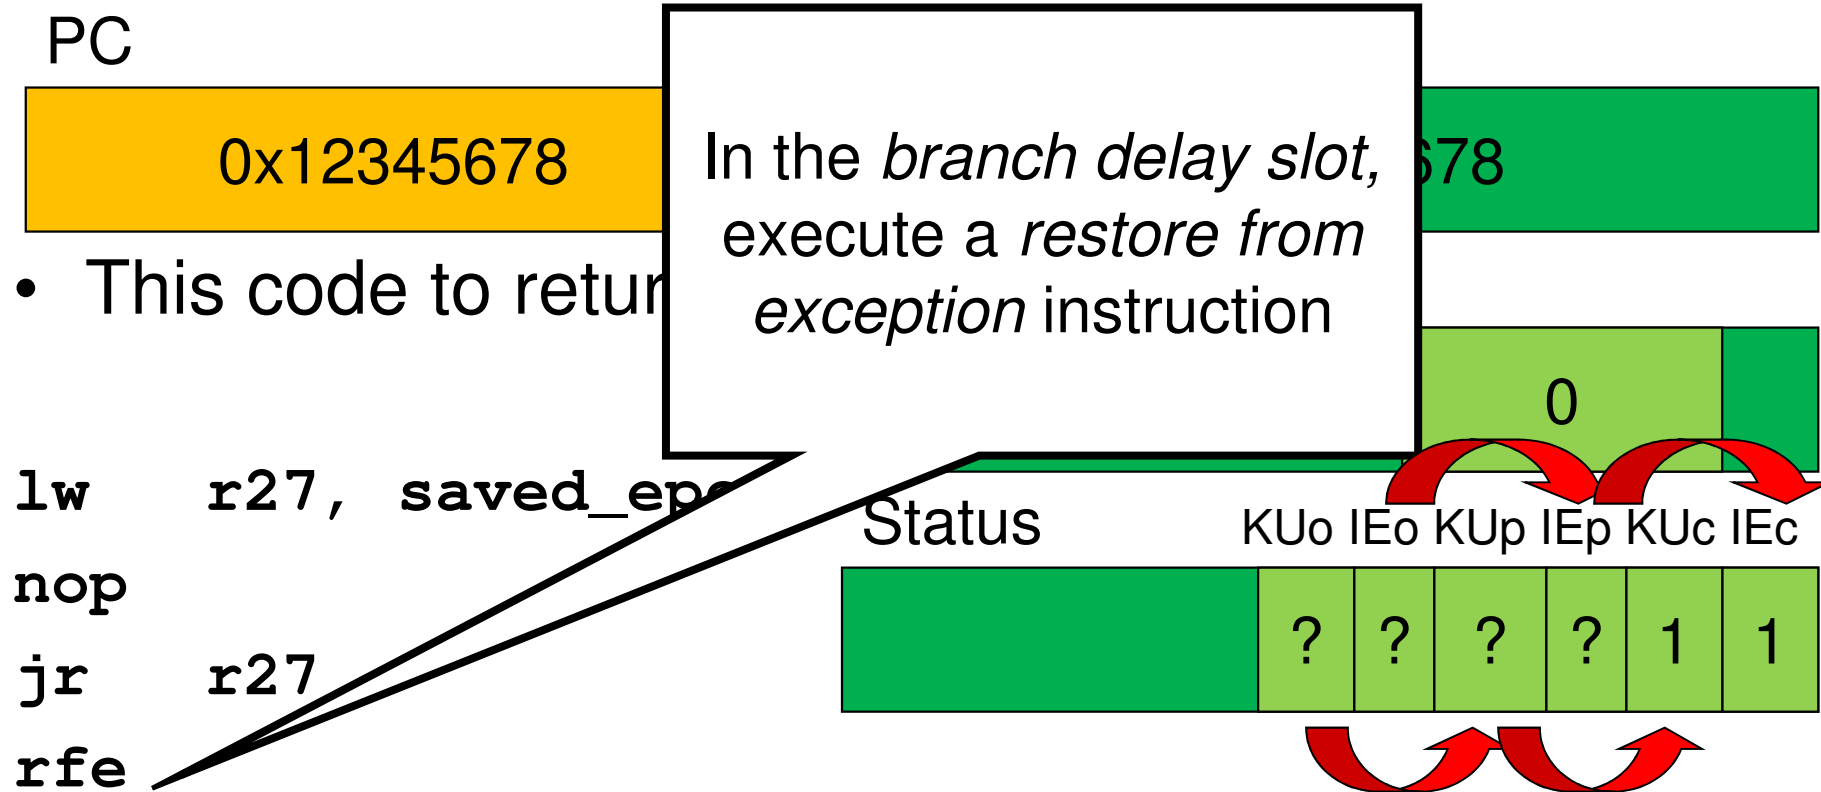 PC
0x12345678
In the branch delay slot,
execute a restore from
exception instruction
678
• This code to retur
0
lw r27, saved_epc
Status
KUo IEo KUp IEp KUc IEc
nop
? ? ? ? 1 1
jr r27
rfe